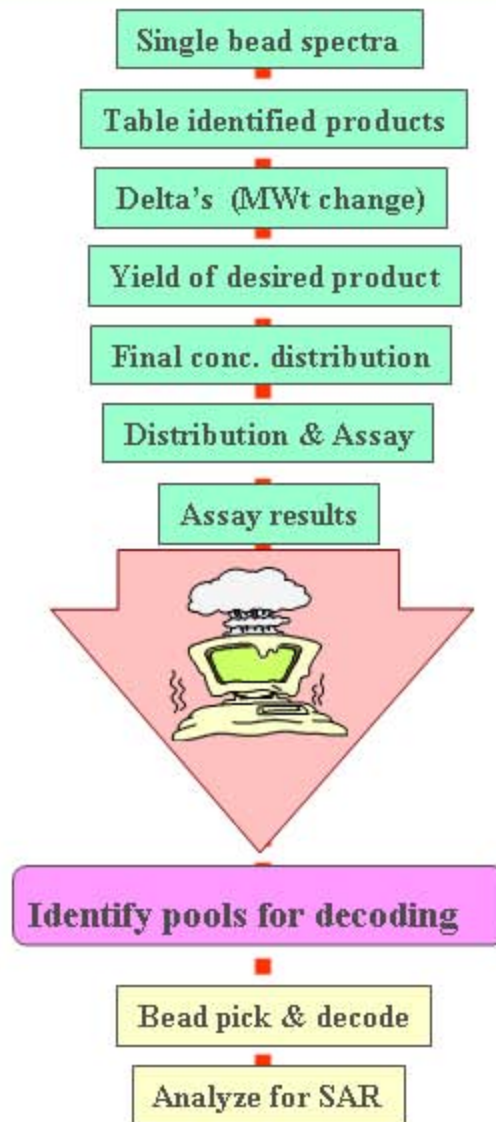 Single bead spectra
Table identified products
Delta's (MWt change)
Yield of desired product
Final conc. distribution
Distribution & Assay
Assay results
Identify pools for decoding
Bead pick & decode
Analyze for SAR